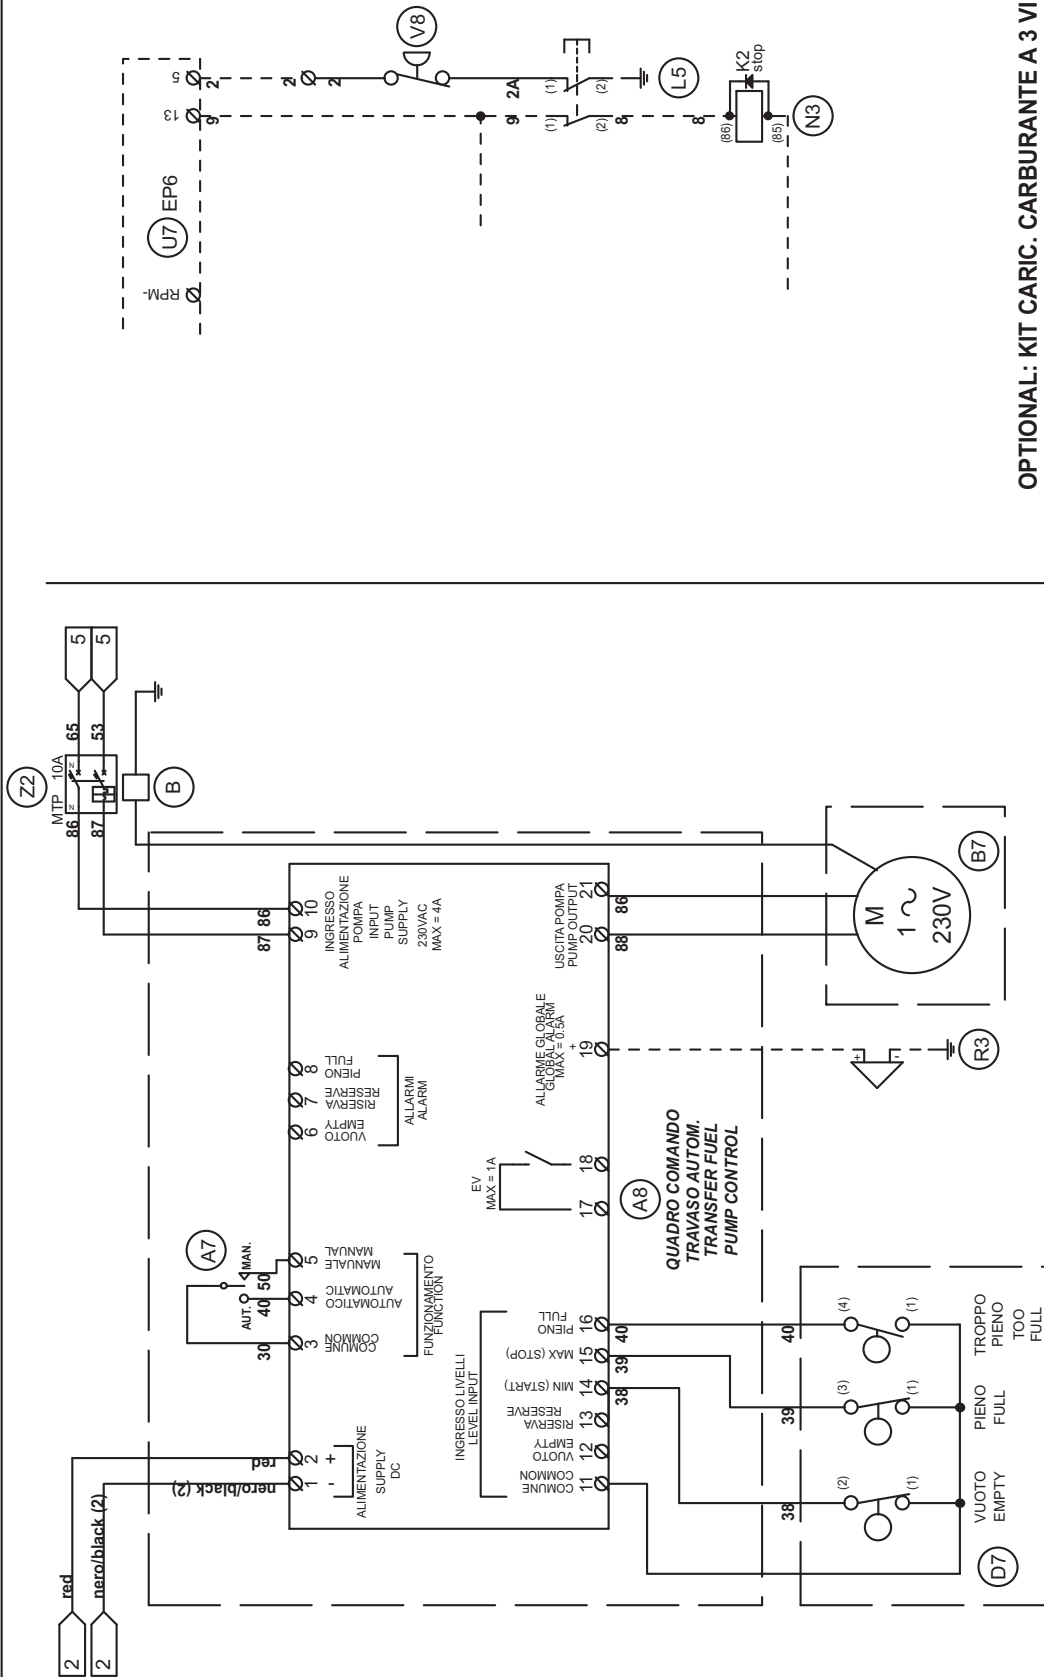 2
2
red
nero/black (2)
Z2
MTP 10A
N
N
65
53
5
5
86
87
B
A7
AUT.
MAN.
30
40
50
red
nero/black (2)
87
86
1
2
3
4
5
6
7
8
9
10
-
+
ALIMENTAZIONE
SUPPLY
DC
COMUNE
COMMON
AUTOMATICO
AUTOMATIC
MANUALE
MANUAL
FUNZIONAMENTO
FUNCTION
VUOTO
EMPTY
RISERVA
RESERVE
PIENO
FULL
ALLARMI
ALARM
INGRESSO
ALIMENTAZIONE
POMPA
INPUT
PUMP
SUPPLY
230VAC
MAX = 4A
INGRESSO LIVELLI
LEVEL INPUT
COMUNE
COMMON
VUOTO
EMPTY
RISERVA
RESERVE
MIN (START)
MAX (STOP)
PIENO
FULL
EV
MAX = 1A
ALLARME GLOBALE
GLOBAL ALARM
MAX = 0.5A
+
USCITA POMPA
PUMP OUTPUT
11
12
13
14
15
16
17
18
19
20
21
38
39
40
88
86
A8
QUADRO COMANDO
TRAVASO AUTOM.
TRANSFER FUEL
PUMP CONTROL
38
39
40
(2)
(1)
(3)
(1)
(4)
(1)
D7
VUOTO
EMPTY
PIENO
FULL
TROPPO
PIENO
TOO
FULL
+
-
R3
M
1
230V
B7
RPM-
U7
EP6
13
5
9
2
2
2
V8
9
2A
(1)
(1)
(2)
(2)
8
L5
8
(86)
(85)
K2
stop
N3
OPTIONAL: KIT CARIC. CARBURANTE A 3 VI